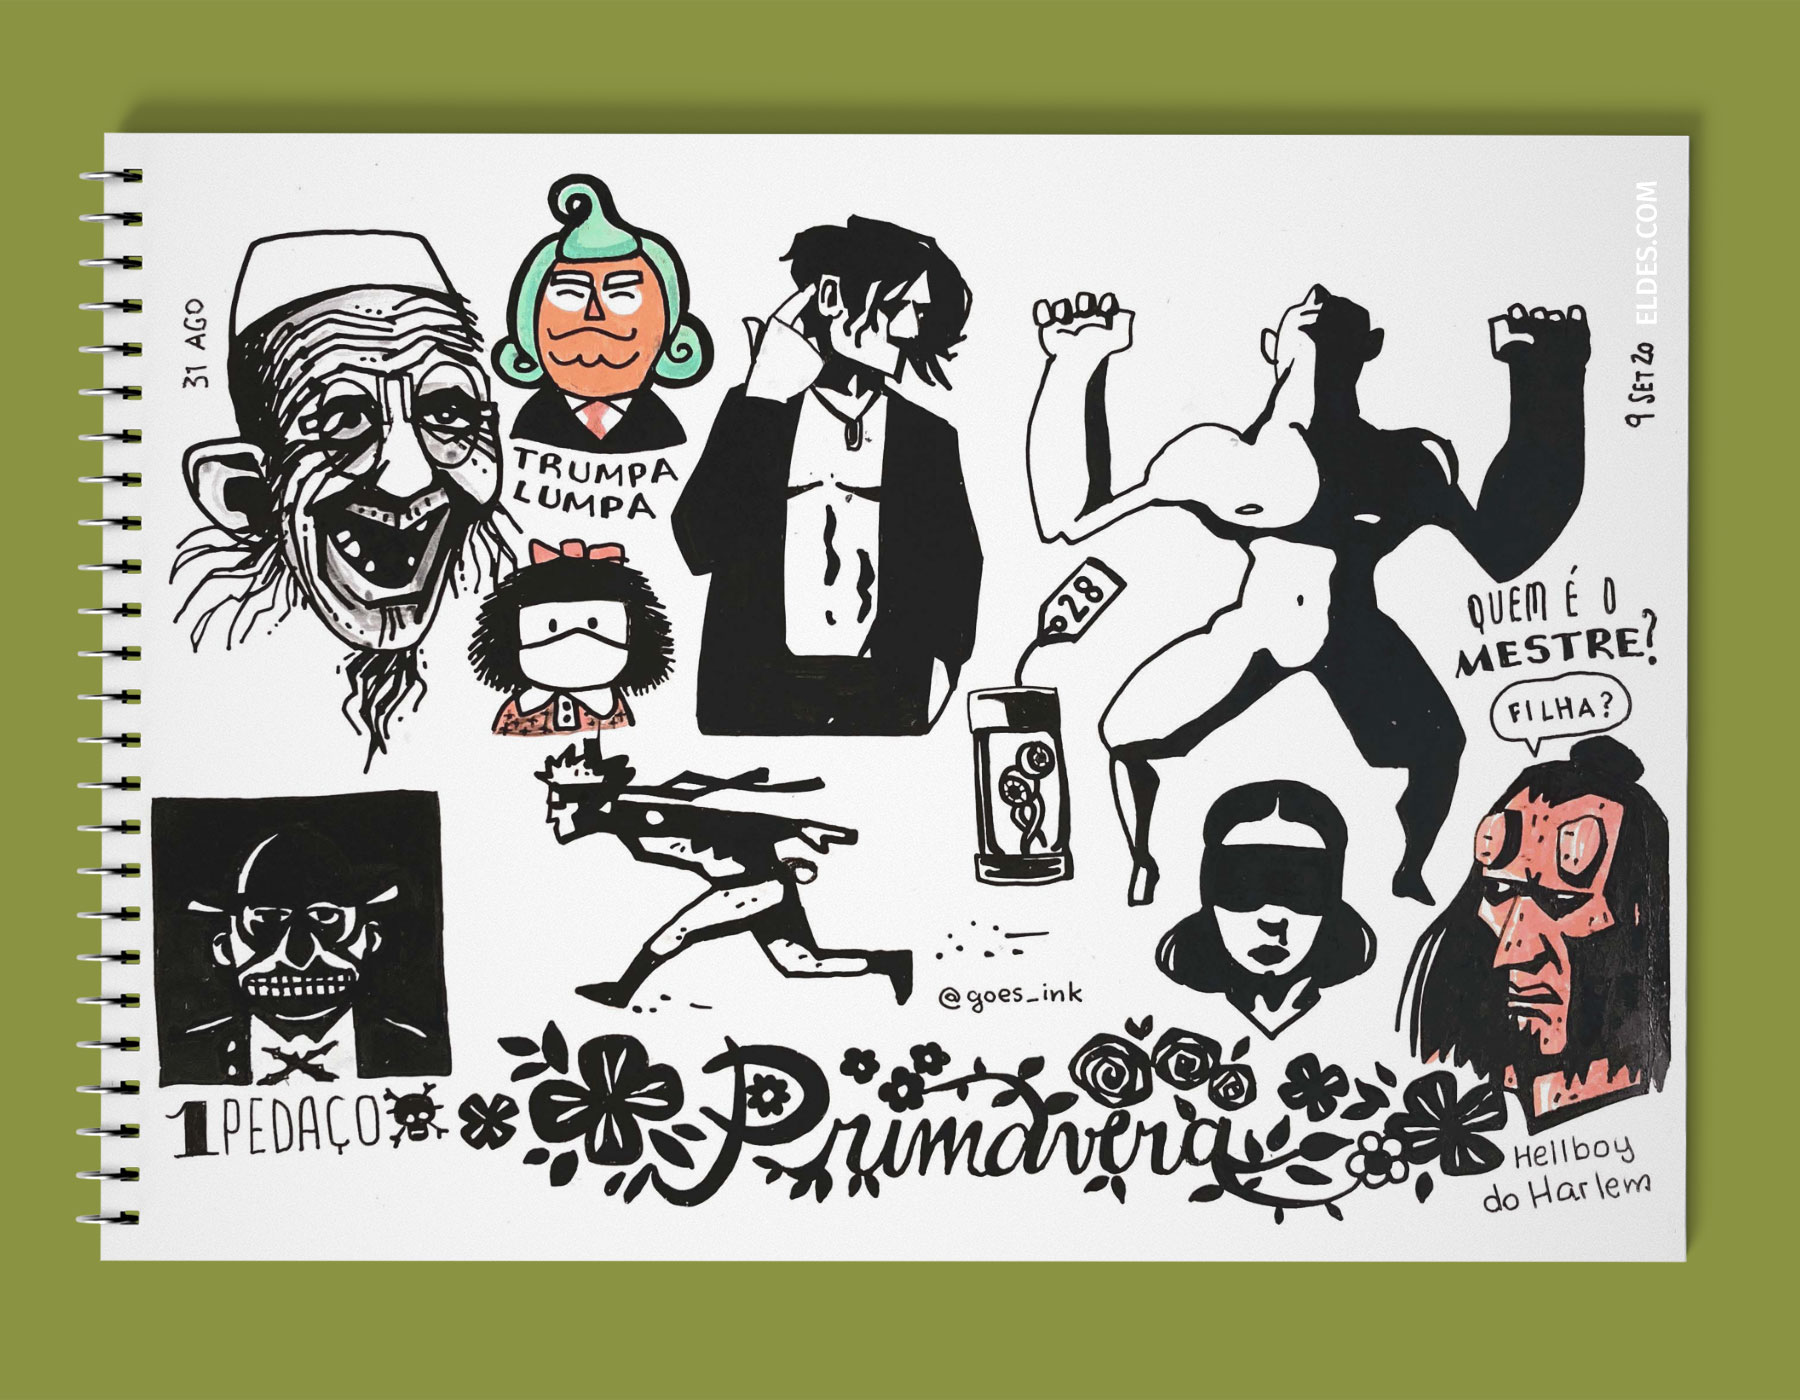 31 AGO
TRUMPA
LUMPA
28
ELDES.COM
9 SET 20
QUEM É O
MESTRE?
FILHA?
@goes_ink
1 PEDAÇO
Primavera
Hellboy
do Harlem